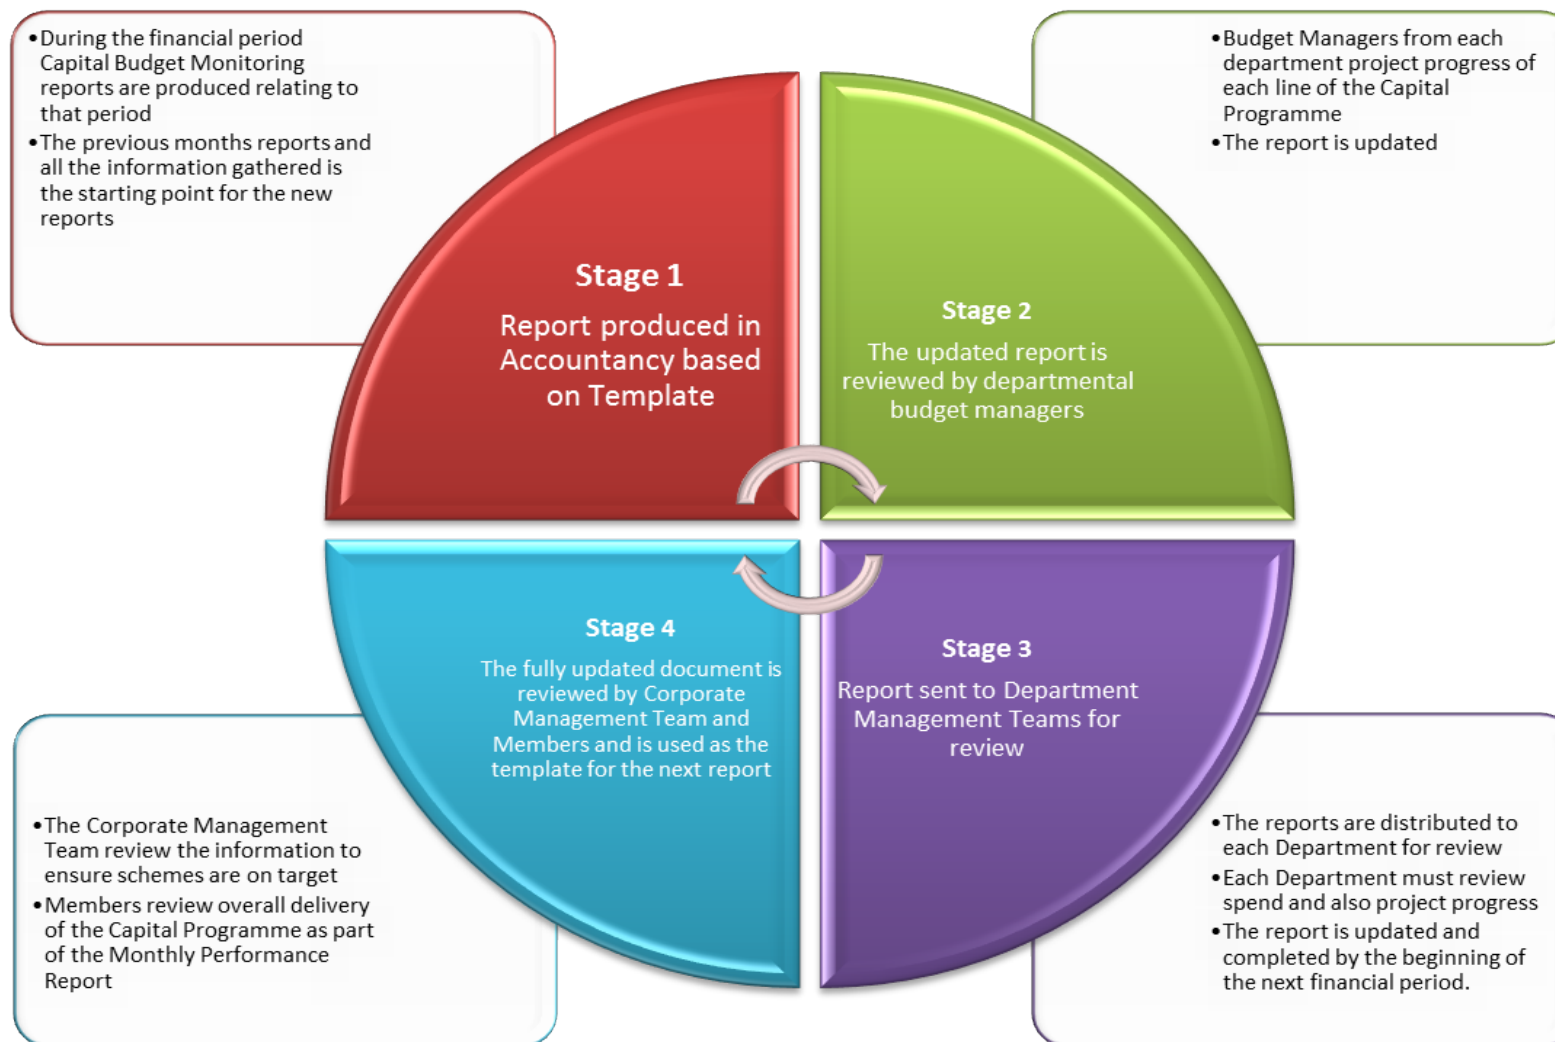 •During the financial period
Capital Budget Monitoring
reports are produced relating to
that period
•The previous months reports and
all the information gathered is
the starting point for the new
reports
•Budget Managers from each
department project progress of
each line of the Capital
Programme
•The report is updated
Stage 1
Report produced in
Accountancy based
on Template
Stage 2
The updated report is
reviewed by departmental
budget managers
Stage 4
The fully updated document is
reviewed by Corporate
Management Team and
Members and is used as the
template for the next report
Stage 3
Report sent to Department
Management Teams for
review
•The Corporate Management
Team review the information to
ensure schemes are on target
•Members review overall delivery
of the Capital Programme as part
of the Monthly Performance
Report
•The reports are distributed to
each Department for review
•Each Department must review
spend and also project progress
•The report is updated and
completed by the beginning of
the next financial period.